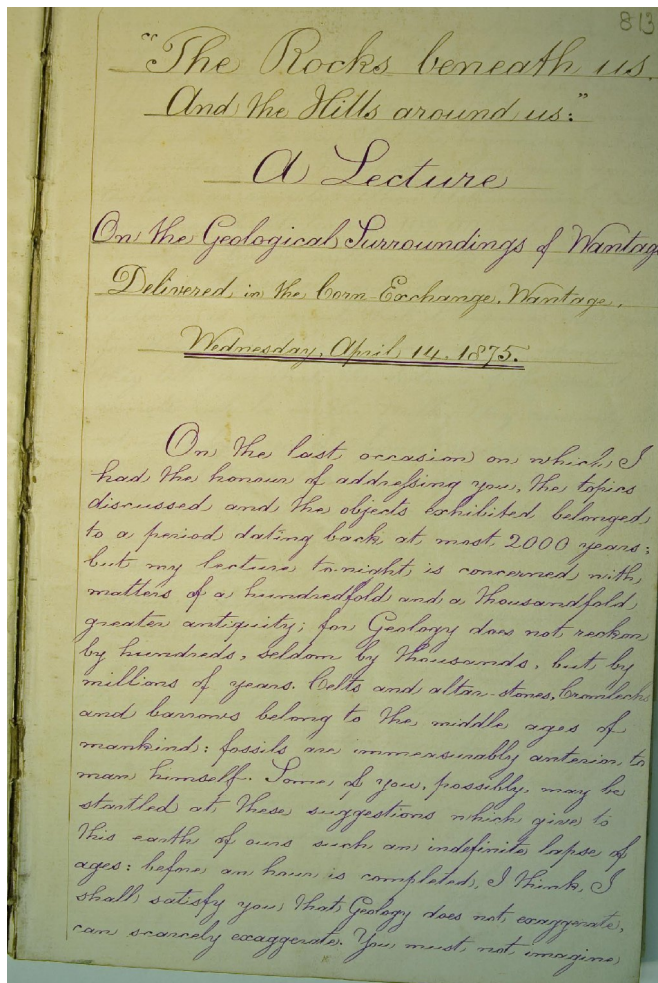 813
"The Rocks beneath us.
And the Hills around us:"
A Lecture
On the Geological Surroundings of Wantage
Delivered in the Corn Exchange, Wantage,
Wednesday, April 14. 1875.
On the last occasion on which I
had the honour of addressing you, the topics
discussed and the objects exhibited belonged
to a period dating back at most 2000 years;
but my lecture to-night is concerned with
matters of a hundredfold and a thousandfold
greater antiquity; for Geology does not reckon
by hundreds, seldom by thousands, but by
millions of years. Celts and altar-stones, Cromlechs
and barrows belong to the middle ages of
mankind: fossils are immeasurably anterior to
man himself. Some of you, possibly, may be
startled at these suggestions which give to
this earth of ours such an indefinite lapse of
ages: before an hour is completed, I think, I
shall satisfy you that Geology does not exaggerate,
can scarcely exaggerate. You must not imagine